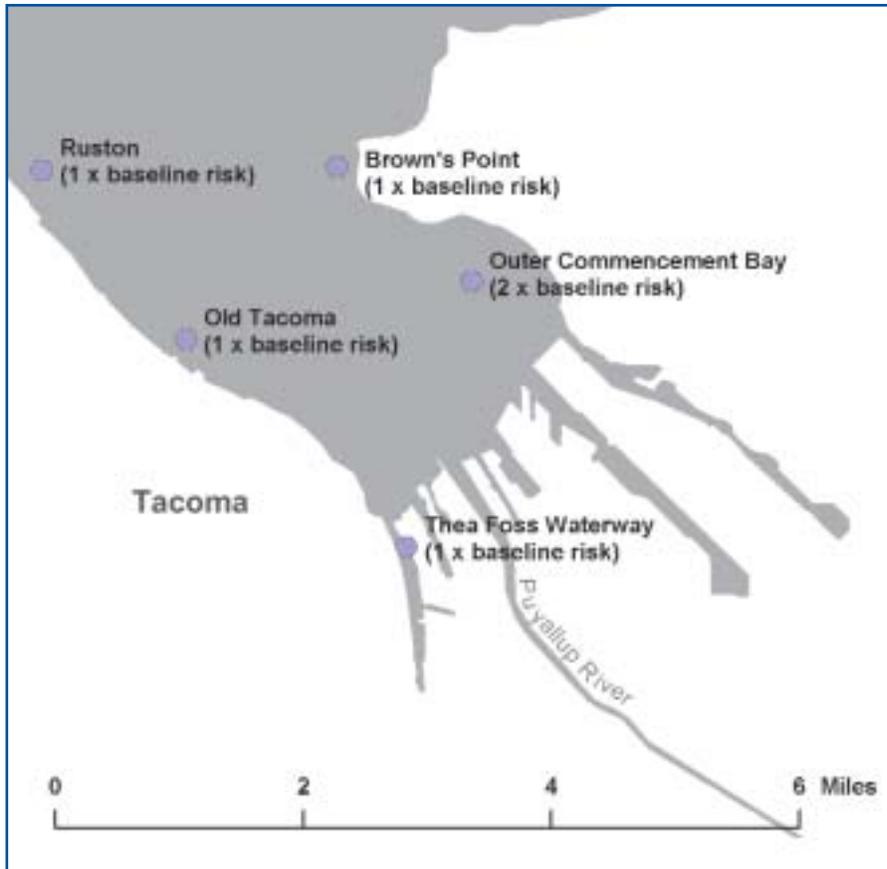 Ruston
(1 x baseline risk)
Brown's Point
(1 x baseline risk)
Outer Commencement Bay
(2 x baseline risk)
Old Tacoma
(1 x baseline risk)
Tacoma
Thea Foss Waterway
(1 x baseline risk)
Puyallup River
0 2 4 6 Miles